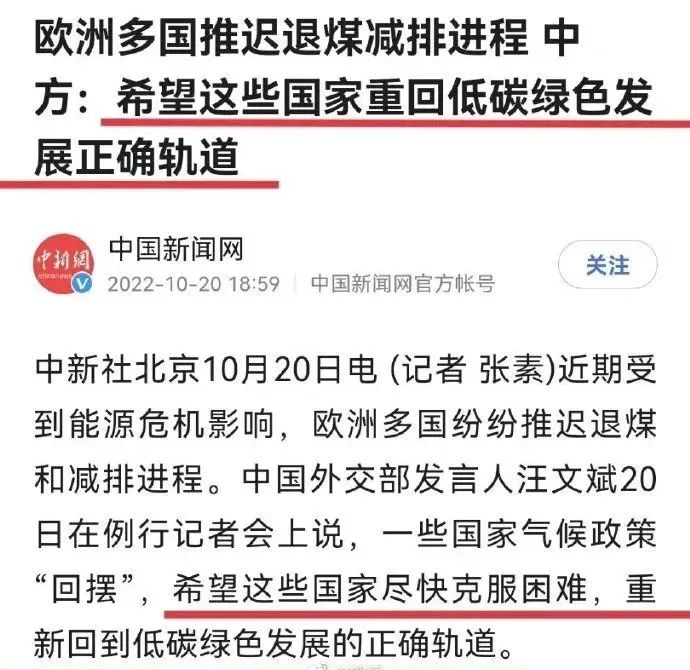 欧洲多国推迟退煤减排进程 中
方：希望这些国家重回低碳绿色发
展正确轨道
中新網
中国新闻网
关注
2022-10-20 18:59 中国新闻网官方帐号
中新社北京10月20日电 (记者 张素)近期受
到能源危机影响，欧洲多国纷纷推迟退煤
和减排进程。中国外交部发言人汪文斌20
日在例行记者会上说，一些国家气候政策
“回摆”，希望这些国家尽快克服困难，重
新回到低碳绿色发展的正确轨道。